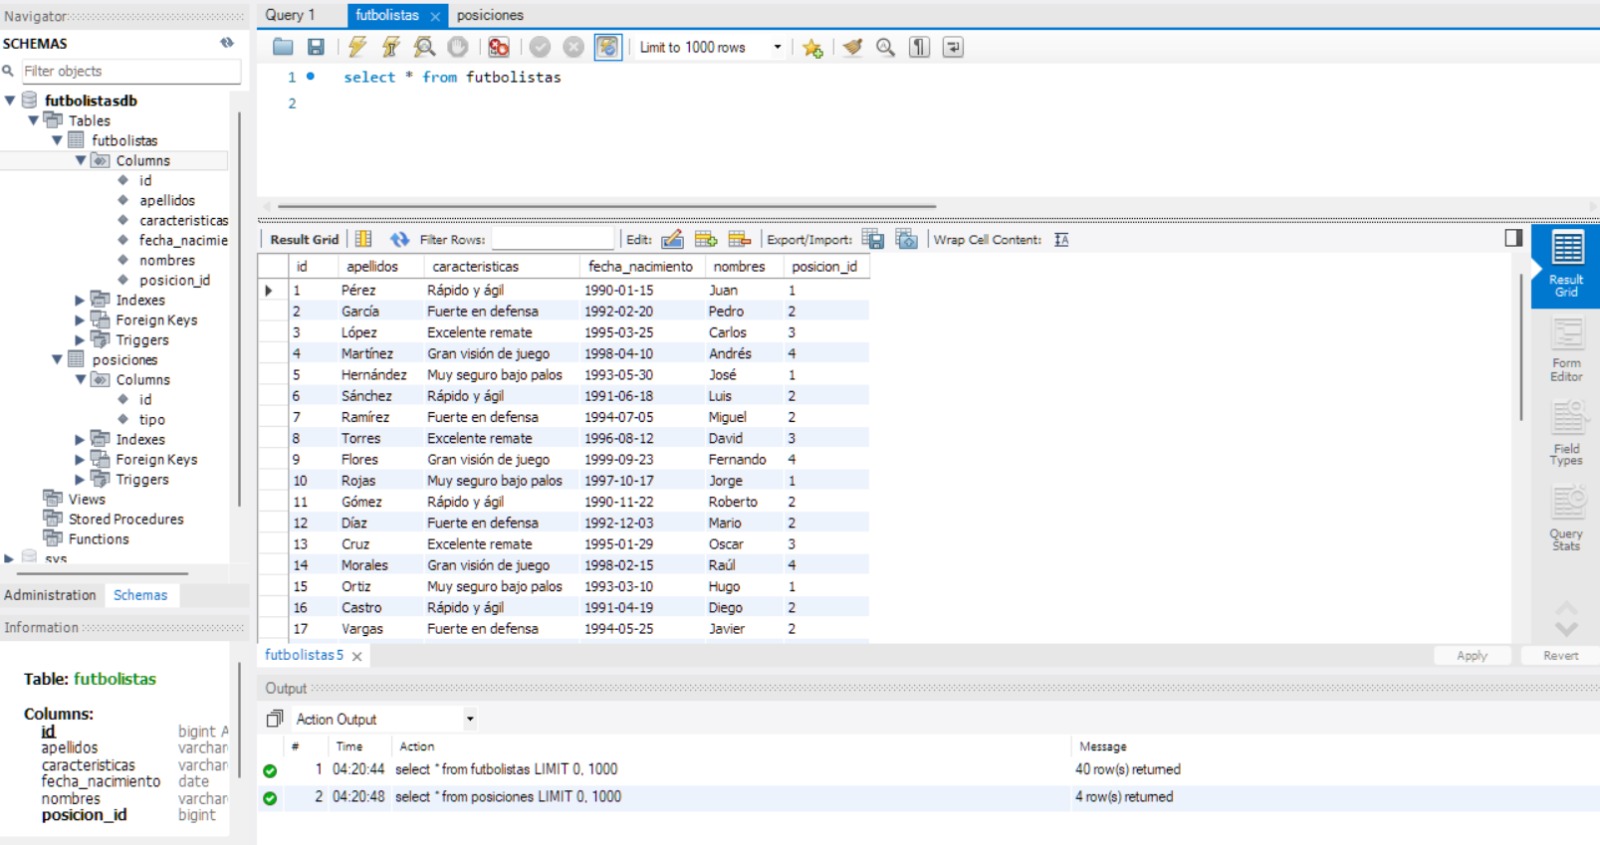 Navigator
SCHEMAS
Filter objects
futbolistasdb
Tables
futbolistas
Columns
id
apellidos
caracteristicas
fecha_nacimie
nombres
posicion_id
Indexes
Foreign Keys
Triggers
posiciones
Columns
id
tipo
Indexes
Foreign Keys
Triggers
Views
Stored Procedures
Functions
sys
Administration Schemas
Information
Table: futbolistas
Columns:
id bigint A
apellidos varchar
caracteristicas varchar
fecha_nacimiento date
nombres varchar
posicion_id bigint
Query 1 futbolistas posiciones
Limit to 1000 rows
1 select * from futbolistas
2
Result Grid Filter Rows: Edit: Export/Import: Wrap Cell Content:
id apellidos caracteristicas fecha_nacimiento nombres posicion_id
1 Pérez Rápido y ágil 1990-01-15 Juan 1
2 García Fuerte en defensa 1992-02-20 Pedro 2
3 López Excelente remate 1995-03-25 Carlos 3
4 Martínez Gran visión de juego 1998-04-10 Andrés 4
5 Hernández Muy seguro bajo palos 1993-05-30 José 1
6 Sánchez Rápido y ágil 1991-06-18 Luis 2
7 Ramírez Fuerte en defensa 1994-07-05 Miguel 2
8 Torres Excelente remate 1996-08-12 David 3
9 Flores Gran visión de juego 1999-09-23 Fernando 4
10 Rojas Muy seguro bajo palos 1997-10-17 Jorge 1
11 Gómez Rápido y ágil 1990-11-22 Roberto 2
12 Díaz Fuerte en defensa 1992-12-03 Mario 2
13 Cruz Excelente remate 1995-01-29 Oscar 3
14 Morales Gran visión de juego 1998-02-15 Raúl 4
15 Ortiz Muy seguro bajo palos 1993-03-10 Hugo 1
16 Castro Rápido y ágil 1991-04-19 Diego 2
17 Vargas Fuerte en defensa 1994-05-25 Javier 2
Result
Grid
Form
Editor
Field
Types
Query
Stats
futbolistas 5
Apply Revert
Output
Action Output
# Time Action Message
1 04:20:44 select * from futbolistas LIMIT 0, 1000 40 row(s) returned
2 04:20:48 select * from posiciones LIMIT 0, 1000 4 row(s) returned